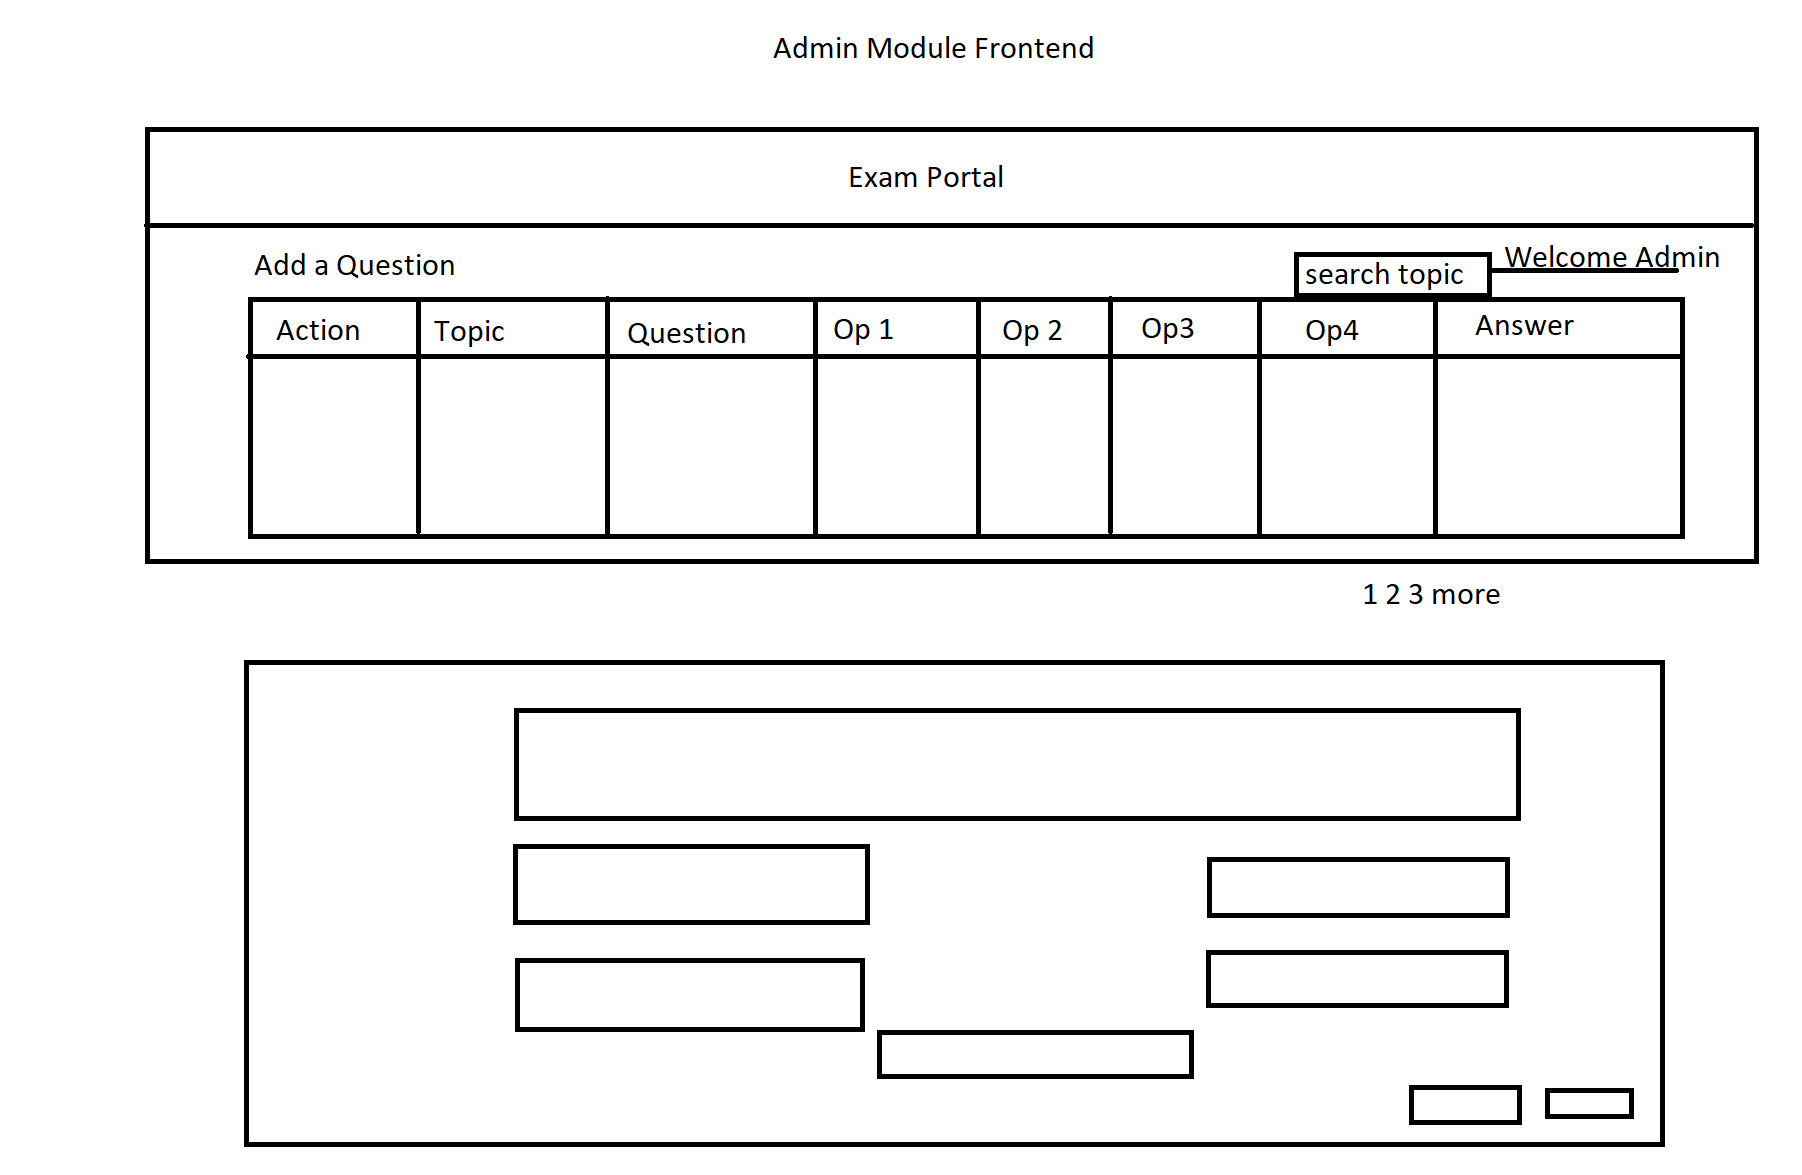 Admin Module Frontend
Exam Portal
Add a Question
search topic
Welcome Admin
Action Topic Question Op 1 Op 2 Op3 Op4 Answer
1 2 3 more